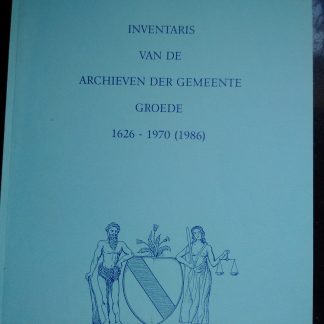 INVENTARIS
VAN DE
ARCHIEVEN DER GEMEENTE
GROEDE
1626 - 1970 (1986)